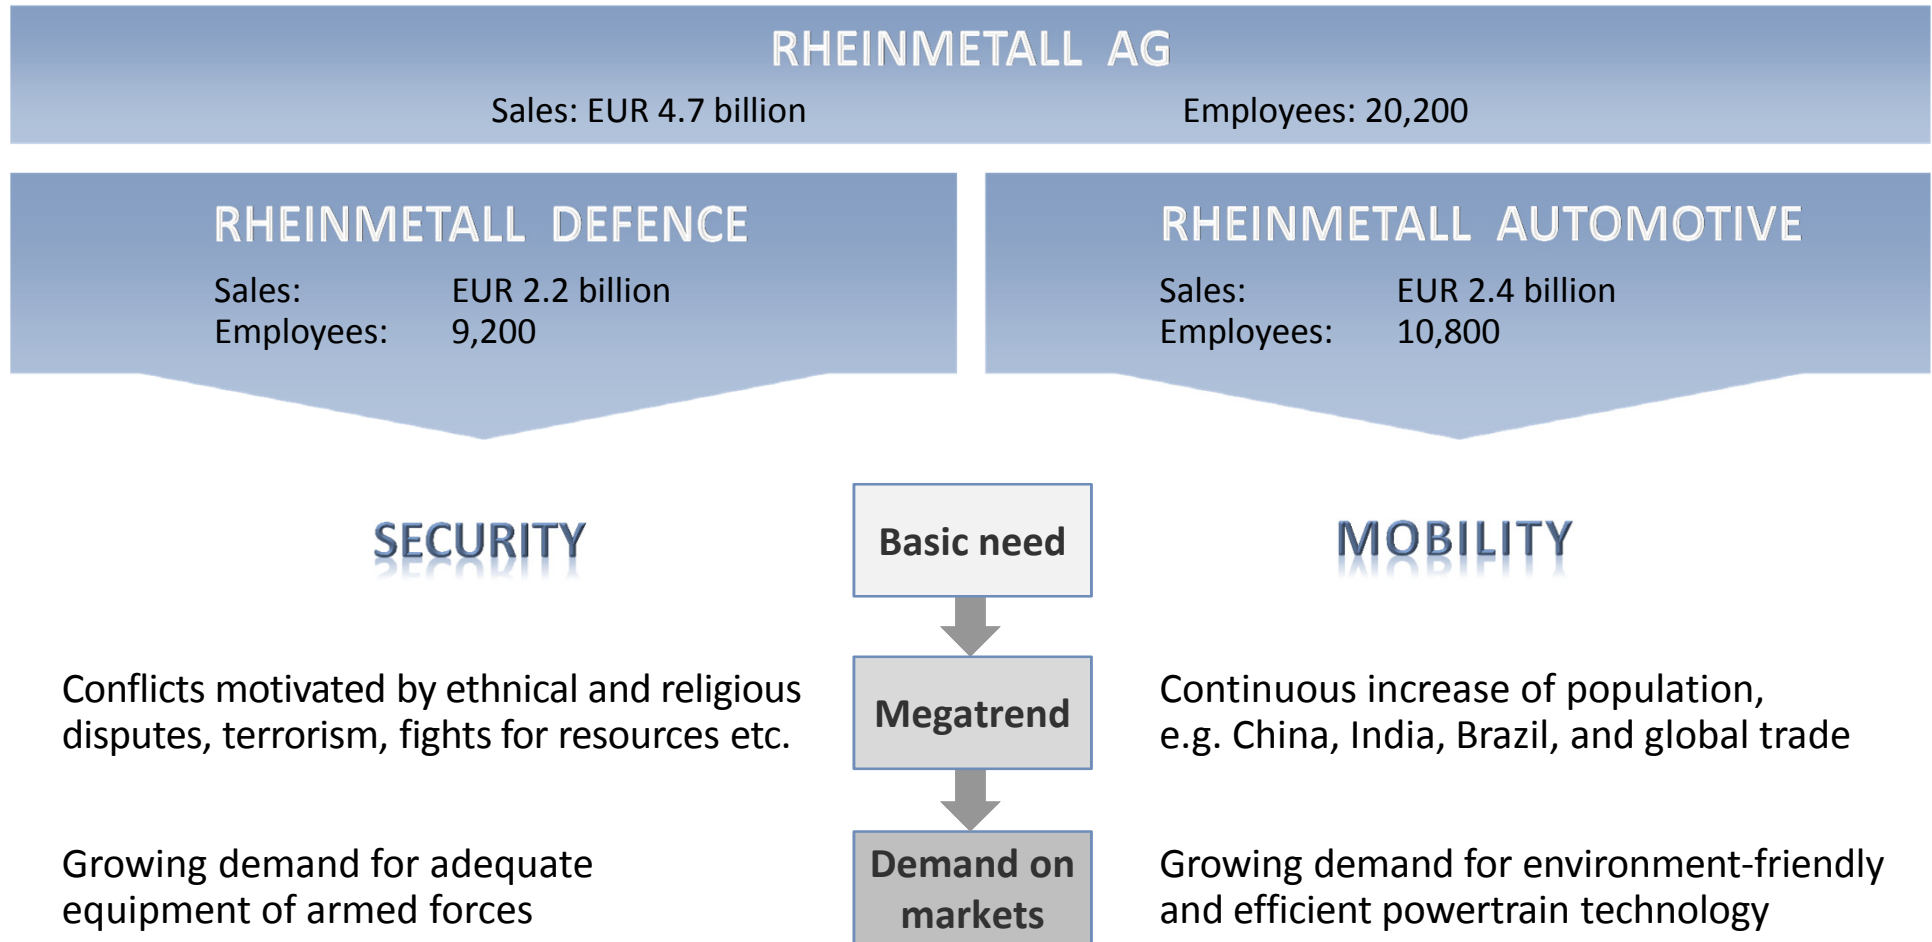 RHEINMETALL AG
Sales: EUR 4.7 billion Employees: 20,200
RHEINMETALL DEFENCE
Sales: EUR 2.2 billion
Employees: 9,200
RHEINMETALL AUTOMOTIVE
Sales: EUR 2.4 billion
Employees: 10,800
SECURITY
Basic need
MOBILITY
Conflicts motivated by ethnical and religious
disputes, terrorism, fights for resources etc.
Megatrend
Continuous increase of population,
e.g. China, India, Brazil, and global trade
Growing demand for adequate
equipment of armed forces
Demand on
markets
Growing demand for environment-friendly
and efficient powertrain technology